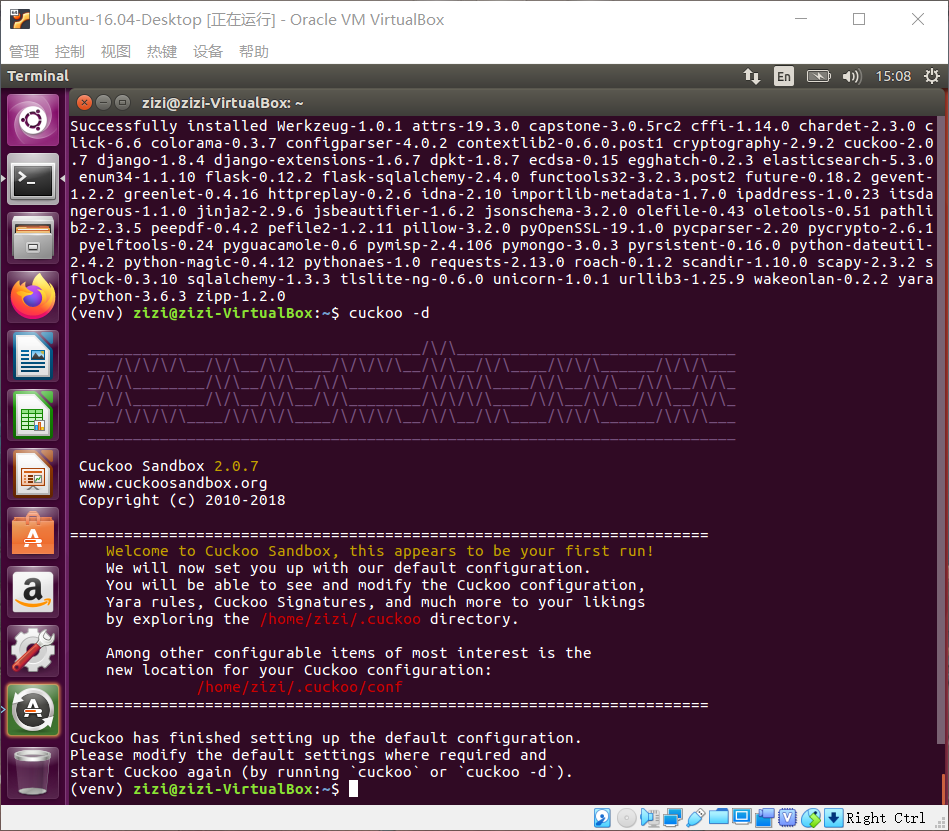 Ubuntu-16.04-Desktop [正在运行] - Oracle VM VirtualBox
管理 控制 视图 热键 设备 帮助
Terminal En 15:08
zizi@zizi-VirtualBox: ~
Successfully installed Werkzeug-1.0.1 attrs-19.3.0 capstone-3.0.5rc2 cffi-1.14.0 chardet-2.3.0 c
lick-6.6 colorama-0.3.7 configparser-4.0.2 contextlib2-0.6.0.post1 cryptography-2.9.2 cuckoo-2.0
.7 django-1.8.4 django-extensions-1.6.7 dpkt-1.8.7 ecdsa-0.15 egghatch-0.2.3 elasticsearch-5.3.0
enum34-1.1.10 flask-0.12.2 flask-sqlalchemy-2.4.0 functools32-3.2.3.post2 future-0.18.2 gevent-
1.2.2 greenlet-0.4.16 httpreplay-0.2.6 idna-2.10 importlib-metadata-1.7.0 ipaddress-1.0.23 itsda
ngerous-1.1.0 jinja2-2.9.6 jsbeautifier-1.6.2 jsonschema-3.2.0 olefile-0.43 oletools-0.51 pathli
b2-2.3.5 peepdf-0.4.2 pefile2-1.2.11 pillow-3.2.0 pyOpenSSL-19.1.0 pycparser-2.20 pycrypto-2.6.1
pyelftools-0.24 pyguacamole-0.6 pymisp-2.4.106 pymongo-3.0.3 pyrsistent-0.16.0 python-dateutil-
2.4.2 python-magic-0.4.12 pythonaes-1.0 requests-2.13.0 roach-0.1.2 scandir-1.10.0 scapy-2.3.2 s
flock-0.3.10 sqlalchemy-1.3.3 tlslite-ng-0.6.0 unicorn-1.0.1 urllib3-1.25.9 wakeonlan-0.2.2 yara
-python-3.6.3 zipp-1.2.0
(venv) zizi@zizi-VirtualBox:~$ cuckoo -d
Cuckoo Sandbox 2.0.7
www.cuckoosandbox.org
Copyright (c) 2010-2018
=======================================================================
Welcome to Cuckoo Sandbox, this appears to be your first run!
We will now set you up with our default configuration.
You will be able to see and modify the Cuckoo configuration,
Yara rules, Cuckoo Signatures, and much more to your likings
by exploring the /home/zizi/.cuckoo directory.
Among other configurable items of most interest is the
new location for your Cuckoo configuration:
/home/zizi/.cuckoo/conf
=======================================================================
Cuckoo has finished setting up the default configuration.
Please modify the default settings where required and
start Cuckoo again (by running `cuckoo` or `cuckoo -d`).
(venv) zizi@zizi-VirtualBox:~$
Right Ctrl